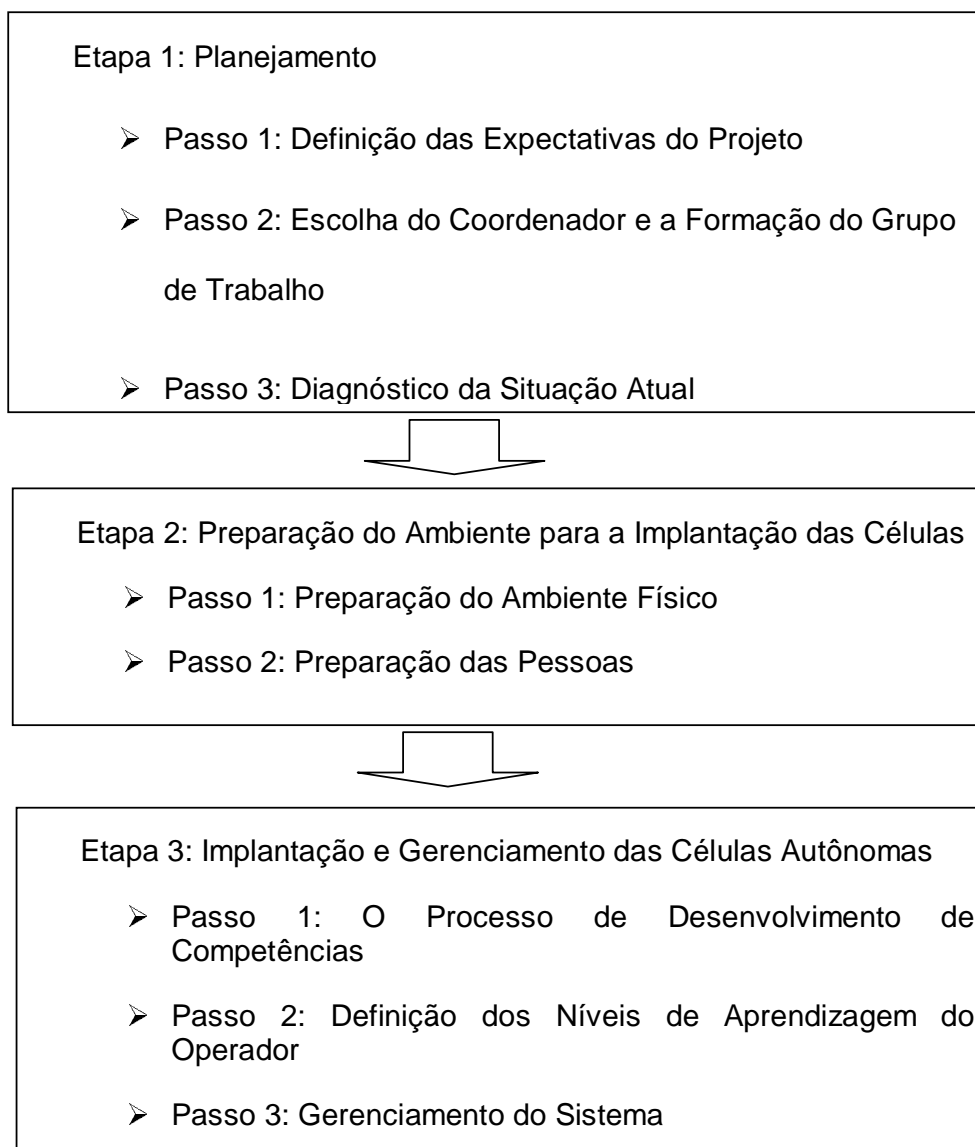 Etapa 1: Planejamento
➢ Passo 1: Definição das Expectativas do Projeto
➢ Passo 2: Escolha do Coordenador e a Formação do Grupo
de Trabalho
➢ Passo 3: Diagnóstico da Situação Atual
Etapa 2: Preparação do Ambiente para a Implantação das Células
➢ Passo 1: Preparação do Ambiente Físico
➢ Passo 2: Preparação das Pessoas
Etapa 3: Implantação e Gerenciamento das Células Autônomas
➢ Passo 1: O Processo de Desenvolvimento de
Competências
➢ Passo 2: Definição dos Níveis de Aprendizagem do
Operador
➢ Passo 3: Gerenciamento do Sistema